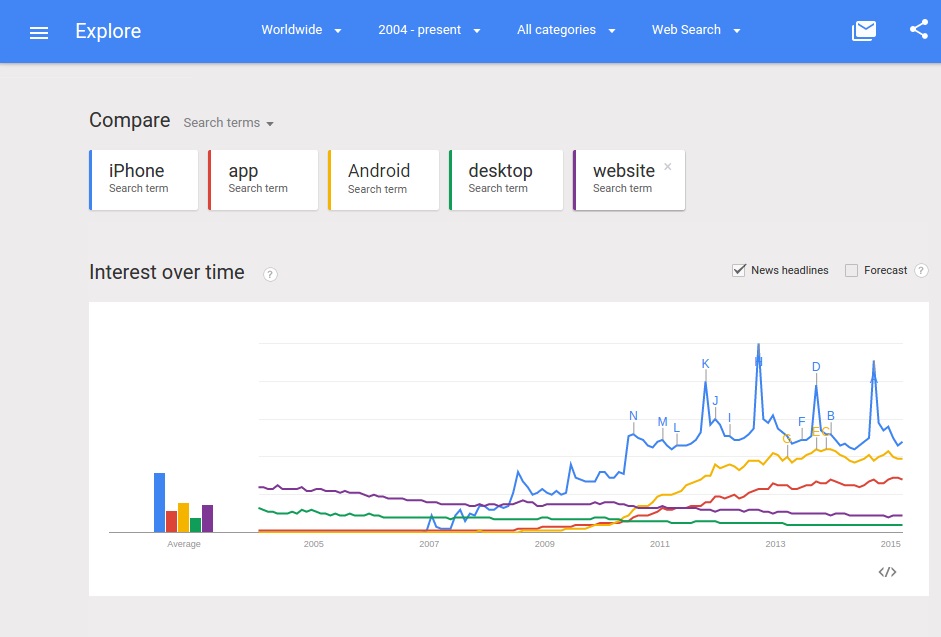 Explore Worldwide 2004 - present All categories Web Search
Compare Search terms
iPhone app Android desktop website ×
Search term Search term Search term Search term Search term
Interest over time ? News headlines Forecast ?
N M L K J I H G F E D C B A
Average 2005 2007 2009 2011 2013 2015
</>